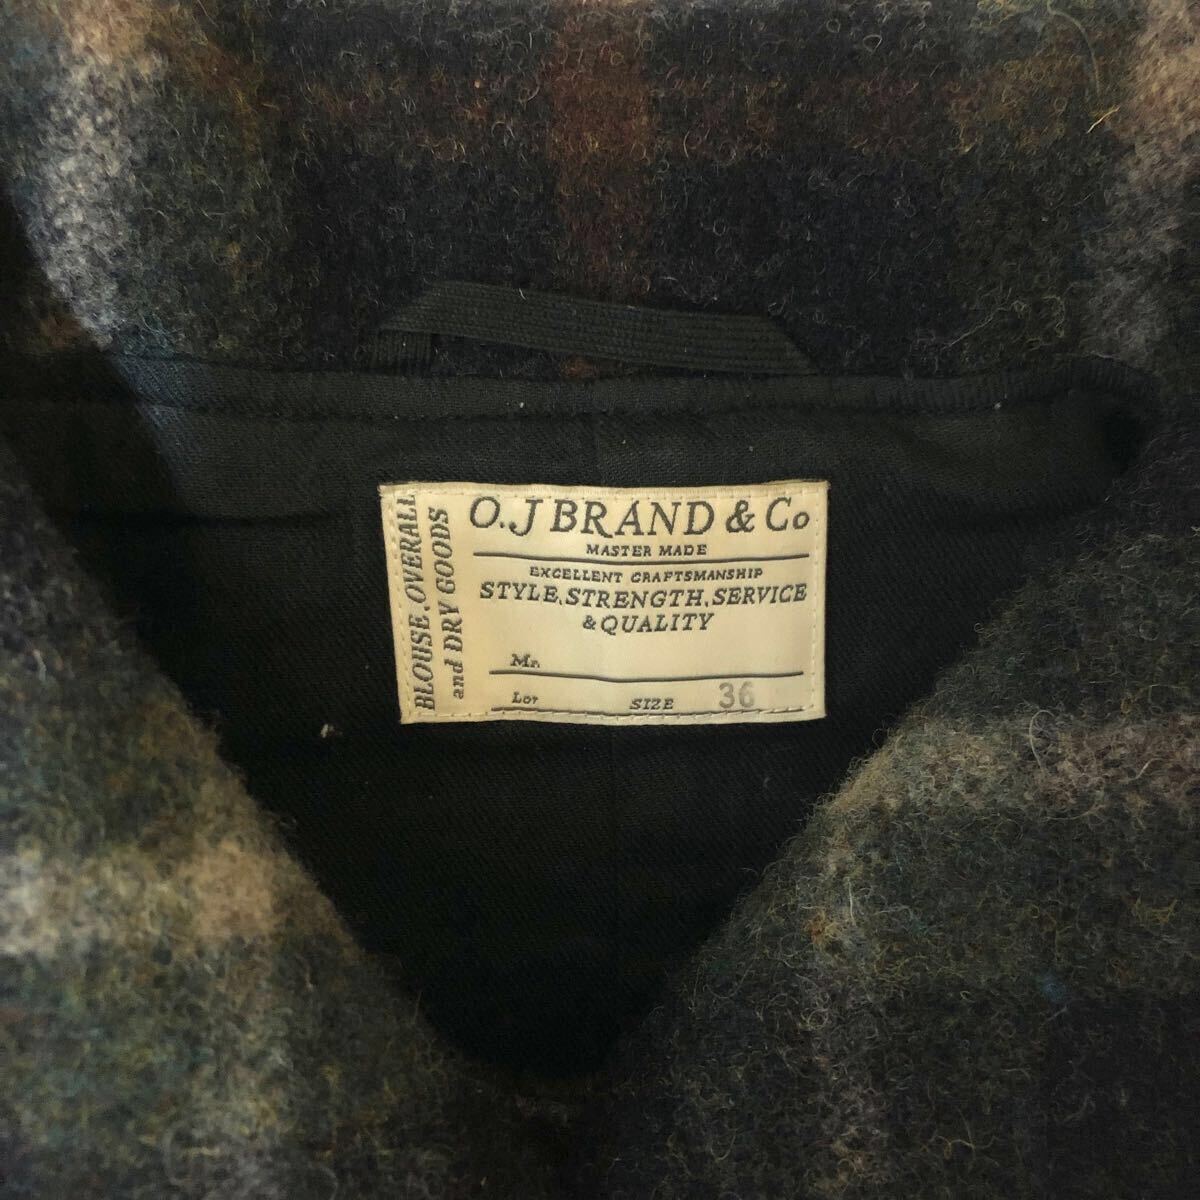 O.J BRAND & Co
MASTER MADE
EXCELLENT CRAFTSMANSHIP
STYLE, STRENGTH, SERVICE
& QUALITY
Mr.
Lot SIZE 36
BLOUSE, OVERALL
and DRY GOODS